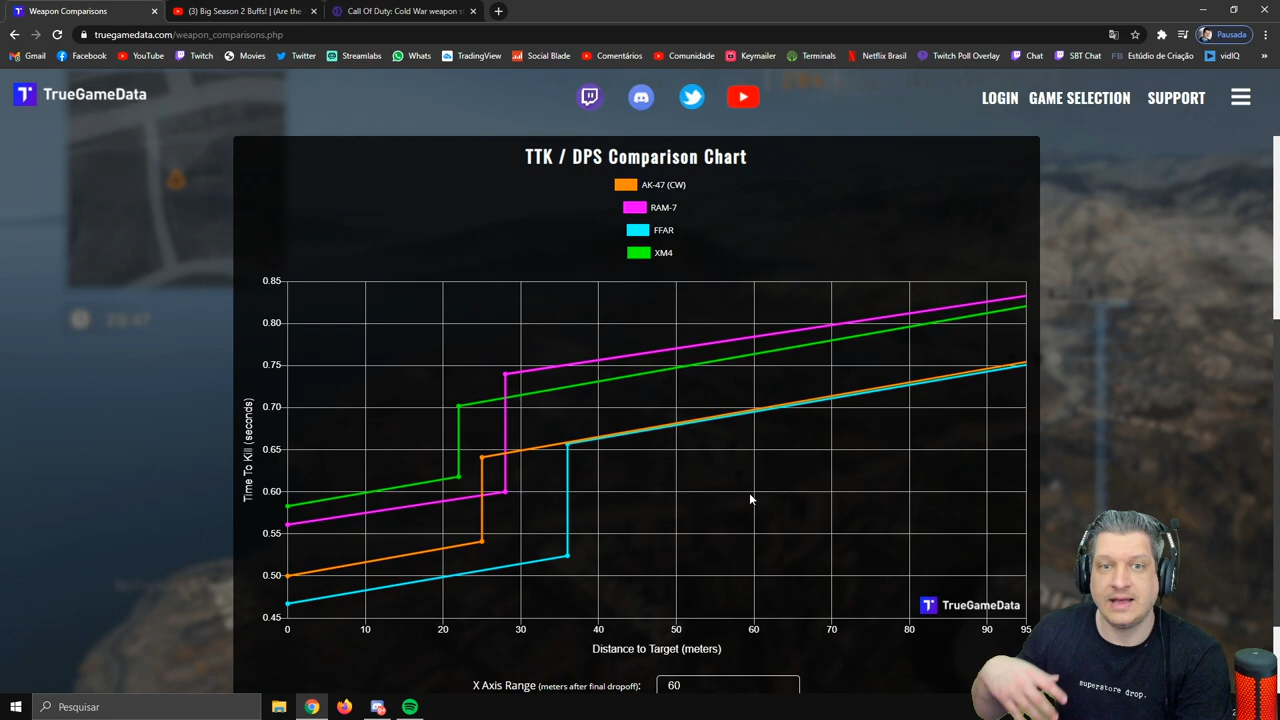 Weapon Comparisons
(3) Big Season 2 Buffs! | (Are the
Call Of Duty: Cold War weapon s
truegamedata.com/weapon_comparisons.php
Pausada
Gmail
Facebook
YouTube
Twitch
Movies
Twitter
Streamlabs
Whats
TradingView
Social Blade
Comentários
Comunidade
Keymailer
Terminals
Netflix Brasil
Twitch Poll Overlay
Chat
SBT Chat
FB Estúdio de Criação
vidIQ
TrueGameData
LOGIN GAME SELECTION SUPPORT
TTK / DPS Comparison Chart
AK-47 (CW)
RAM-7
FFAR
XM4
0.85
0.80
0.75
0.70
0.65
0.60
0.55
0.50
0.45
Time To Kill (seconds)
0 10 20 30 40 50 60 70 80 90 95
Distance to Target (meters)
TrueGameData
X Axis Range (meters after final dropoff): 60
superstore drop.
Pesquisar